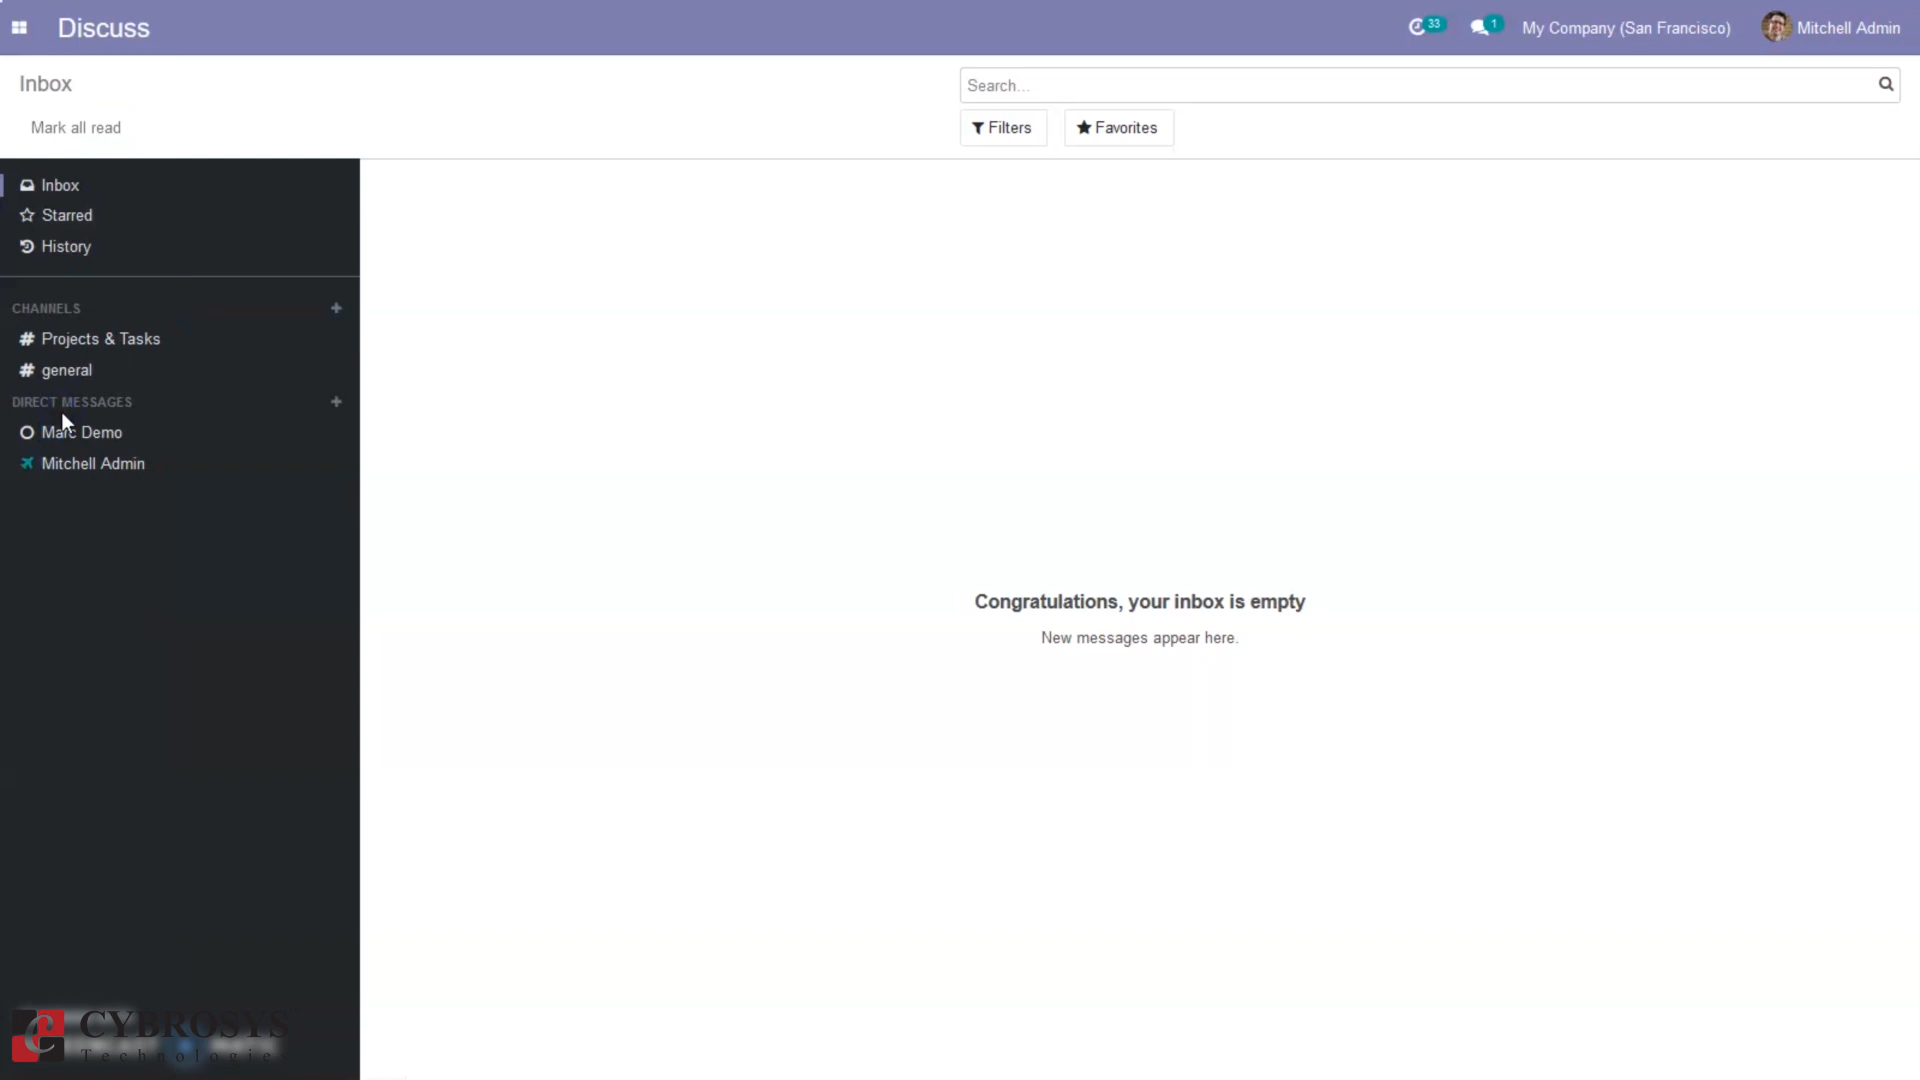 Discuss
33
1
My Company (San Francisco)
Mitchell Admin
Inbox
Search...
Mark all read
Filters
Favorites
Inbox
Starred
History
CHANNELS
# Projects & Tasks
# general
DIRECT MESSAGES
Marc Demo
Mitchell Admin
Congratulations, your inbox is empty
New messages appear here.
CYBROSYS
Technologie